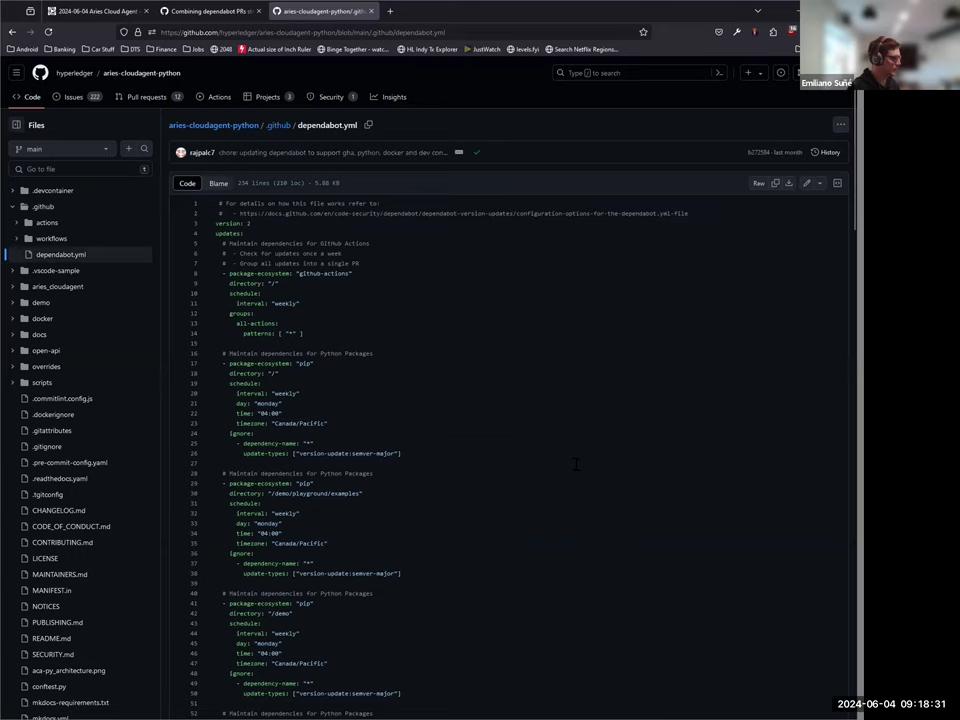 2024-06-04 Aries Cloud Agent -
Combining dependabot PRs s
aries-cloudagent-python/.gith
https://github.com/hyperledger/aries-cloudagent-python/blob/main/.github/dependabot.yml
Android
Banking
Car Stuff
DTS
Finance
Jobs
2048
Actual size of Inch Ruler
Binge Together - watc...
HL Indy Tx Explorer
JustWatch
levels.fyi
Search Netflix Regions...
Emiliano Suñé
hyperledger / aries-cloudagent-python
Type / to search
Code
Issues 222
Pull requests 12
Actions
Projects 3
Security 1
Insights
Files
aries-cloudagent-python / .github / dependabot.yml
main
rajpalc7 chore: updating dependabot to support gha, python, docker and dev con...
b272584 · last month
History
Go to file
t
Code
Blame
234 lines (210 loc) · 5.88 KB
Raw
.devcontainer
.github
actions
workflows
dependabot.yml
.vscode-sample
aries_cloudagent
demo
docker
docs
open-api
overrides
scripts
.commitlint.config.js
.dockerignore
.gitattributes
.gitignore
.pre-commit-config.yaml
.readthedocs.yaml
.tgitconfig
CHANGELOG.md
CODE_OF_CONDUCT.md
CONTRIBUTING.md
LICENSE
MAINTAINERS.md
MANIFEST.in
NOTICES
PUBLISHING.md
README.md
SECURITY.md
aca-py_architecture.png
conftest.py
mkdocs-requirements.txt
mkdocs.yml
1 # For details on how this file works refer to:
2 # - https://docs.github.com/en/code-security/dependabot/dependabot-version-updates/configuration-options-for-the-dependabot.yml-file
3 version: 2
4 updates:
5 # Maintain dependencies for GitHub Actions
6 # - Check for updates once a week
7 # - Group all updates into a single PR
8 - package-ecosystem: "github-actions"
9 directory: "/"
10 schedule:
11 interval: "weekly"
12 groups:
13 all-actions:
14 patterns: [ "*" ]
15
16 # Maintain dependencies for Python Packages
17 - package-ecosystem: "pip"
18 directory: "/"
19 schedule:
20 interval: "weekly"
21 day: "monday"
22 time: "04:00"
23 timezone: "Canada/Pacific"
24 ignore:
25 - dependency-name: "*"
26 update-types: ["version-update:semver-major"]
27
28 # Maintain dependencies for Python Packages
29 - package-ecosystem: "pip"
30 directory: "/demo/playground/examples"
31 schedule:
32 interval: "weekly"
33 day: "monday"
34 time: "04:00"
35 timezone: "Canada/Pacific"
36 ignore:
37 - dependency-name: "*"
38 update-types: ["version-update:semver-major"]
39
40 # Maintain dependencies for Python Packages
41 - package-ecosystem: "pip"
42 directory: "/demo"
43 schedule:
44 interval: "weekly"
45 day: "monday"
46 time: "04:00"
47 timezone: "Canada/Pacific"
48 ignore:
49 - dependency-name: "*"
50 update-types: ["version-update:semver-major"]
51
52 # Maintain dependencies for Python Packages
2024-06-04 09:18:31